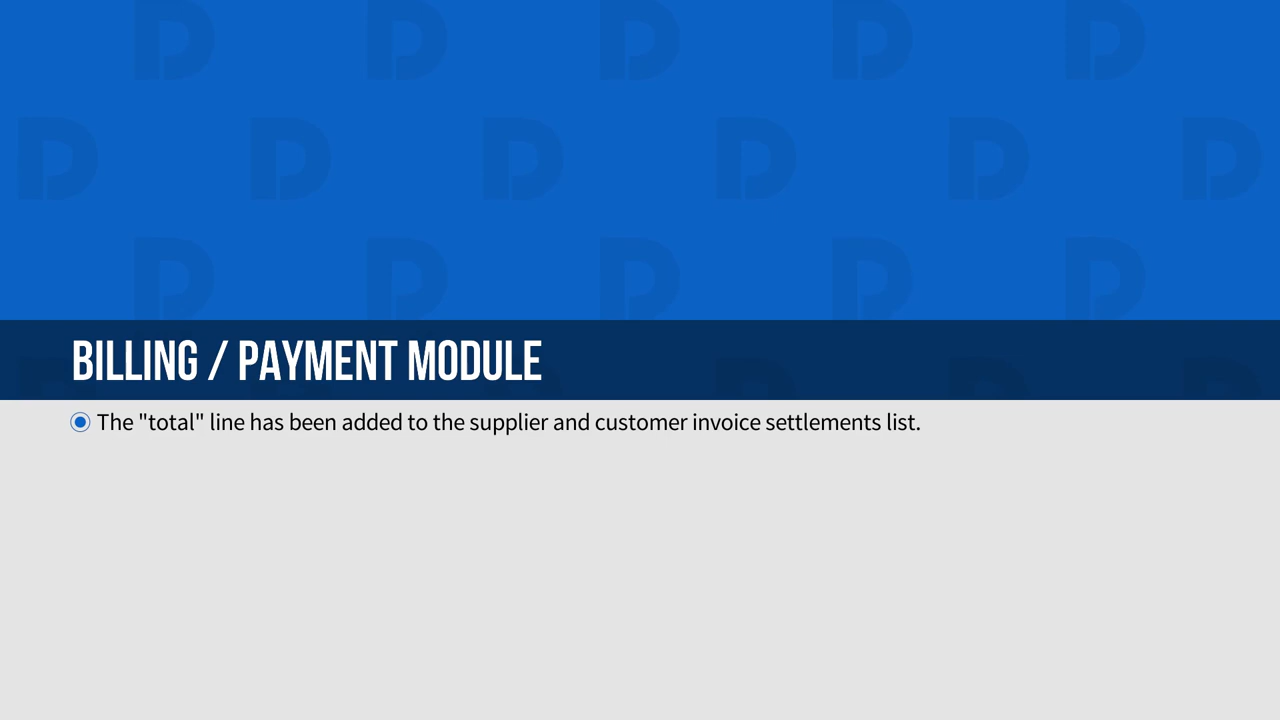 BILLING / PAYMENT MODULE
The "total" line has been added to the supplier and customer invoice settlements list.